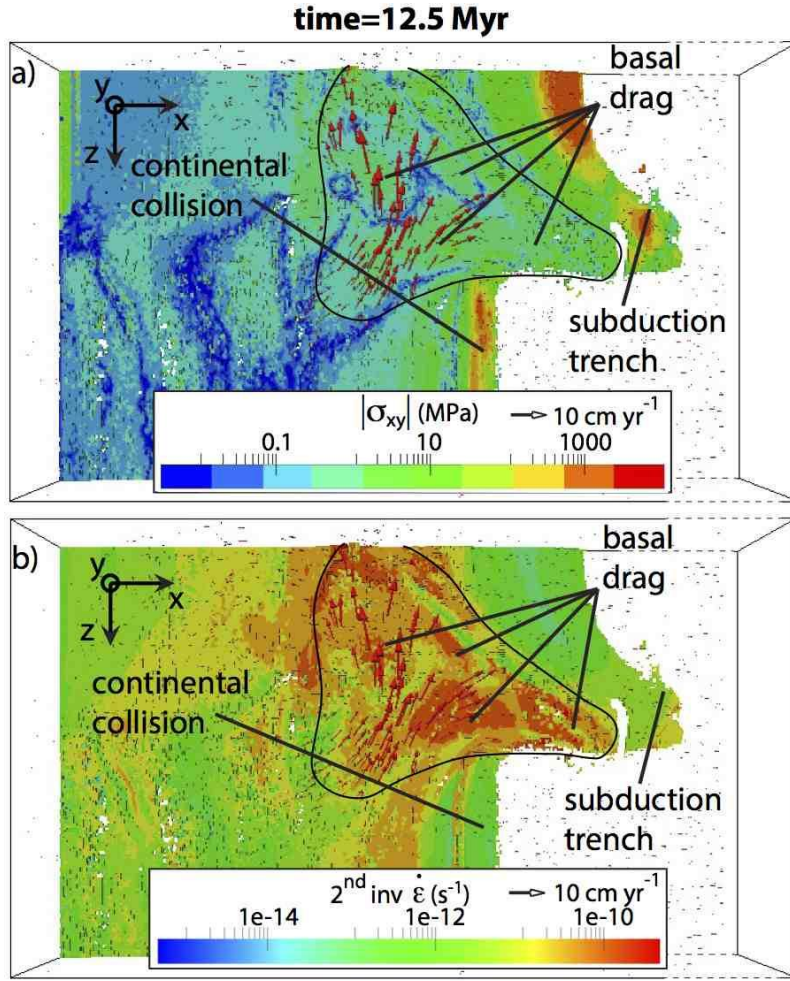 time=12.5 Myr
a)
basal
drag
y
x
z
continental
collision
subduction
trench
|σxy| (MPa)
10 cm yr-1
0.1
10
1000
b)
basal
drag
y
x
z
continental
collision
subduction
trench
2nd inv ε̇ (s-1)
10 cm yr-1
1e-14
1e-12
1e-10